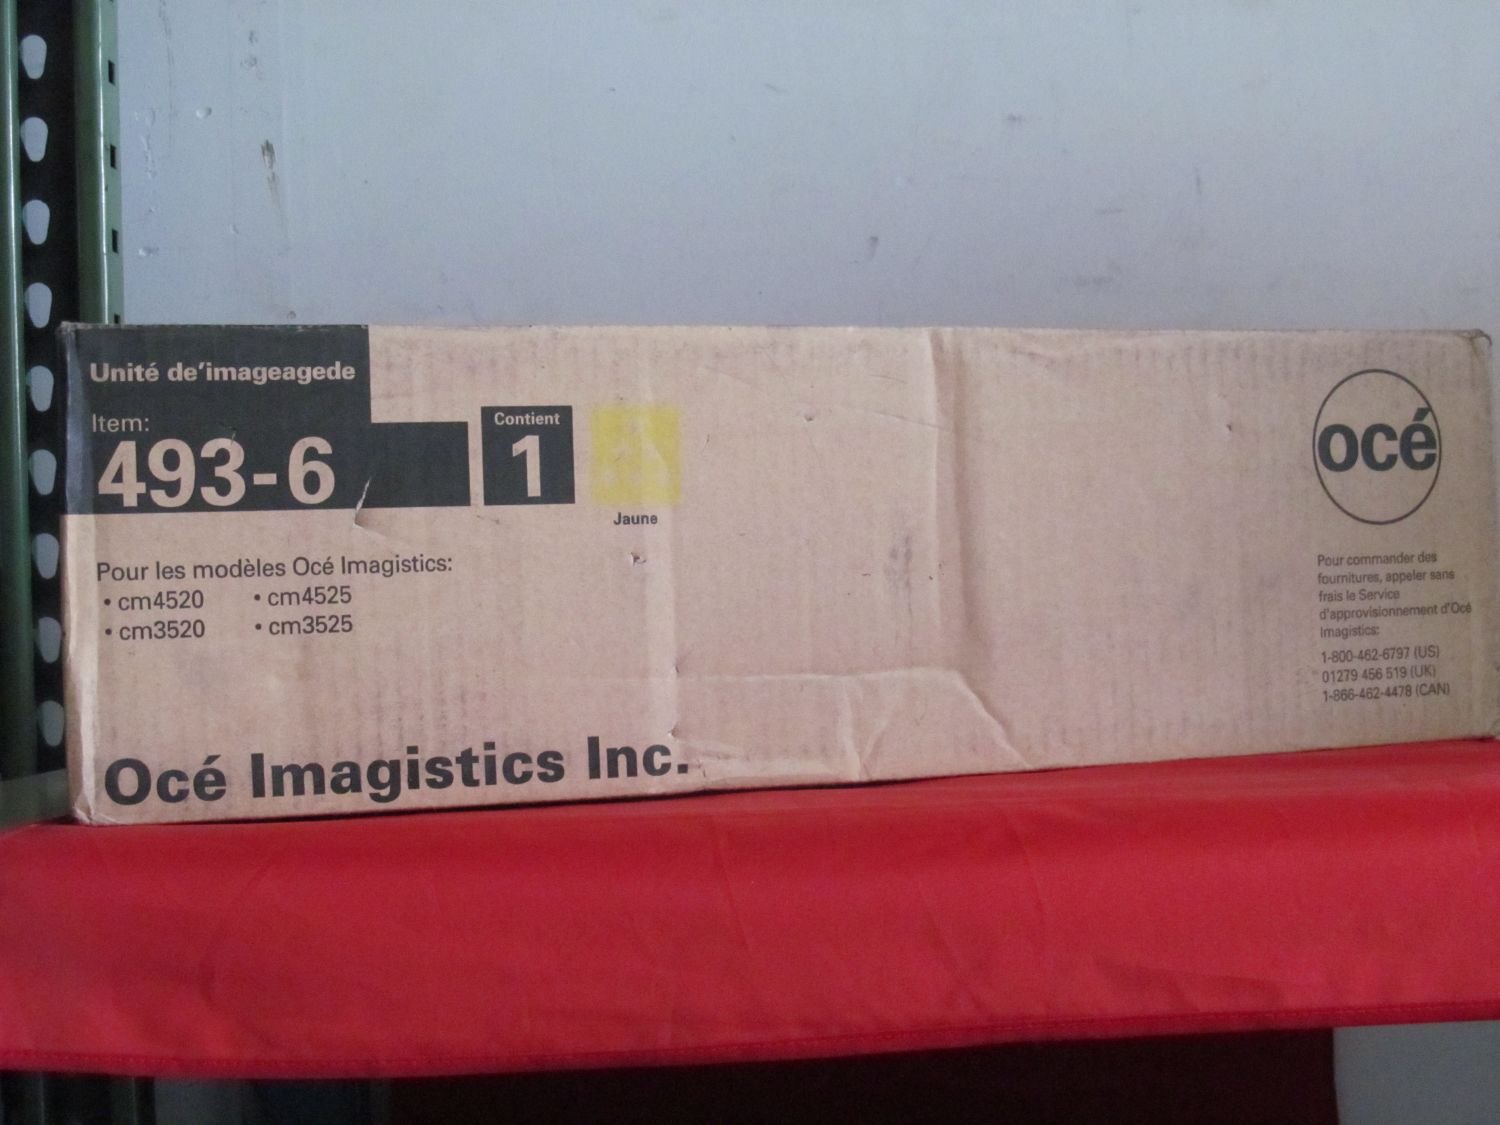 Unité de'imageagede
Item:
493-6
Contient
1
Jaune
Pour les modèles Océ Imagistics:
• cm4520 • cm4525
• cm3520 • cm3525
Océ Imagistics Inc.
océ
Pour commander des
fournitures, appeler sans
frais le Service
d'approvisionnement d'Océ
Imagistics:
1-800-462-6797 (US)
01279 456 519 (UK)
1-866-462-4478 (CAN)